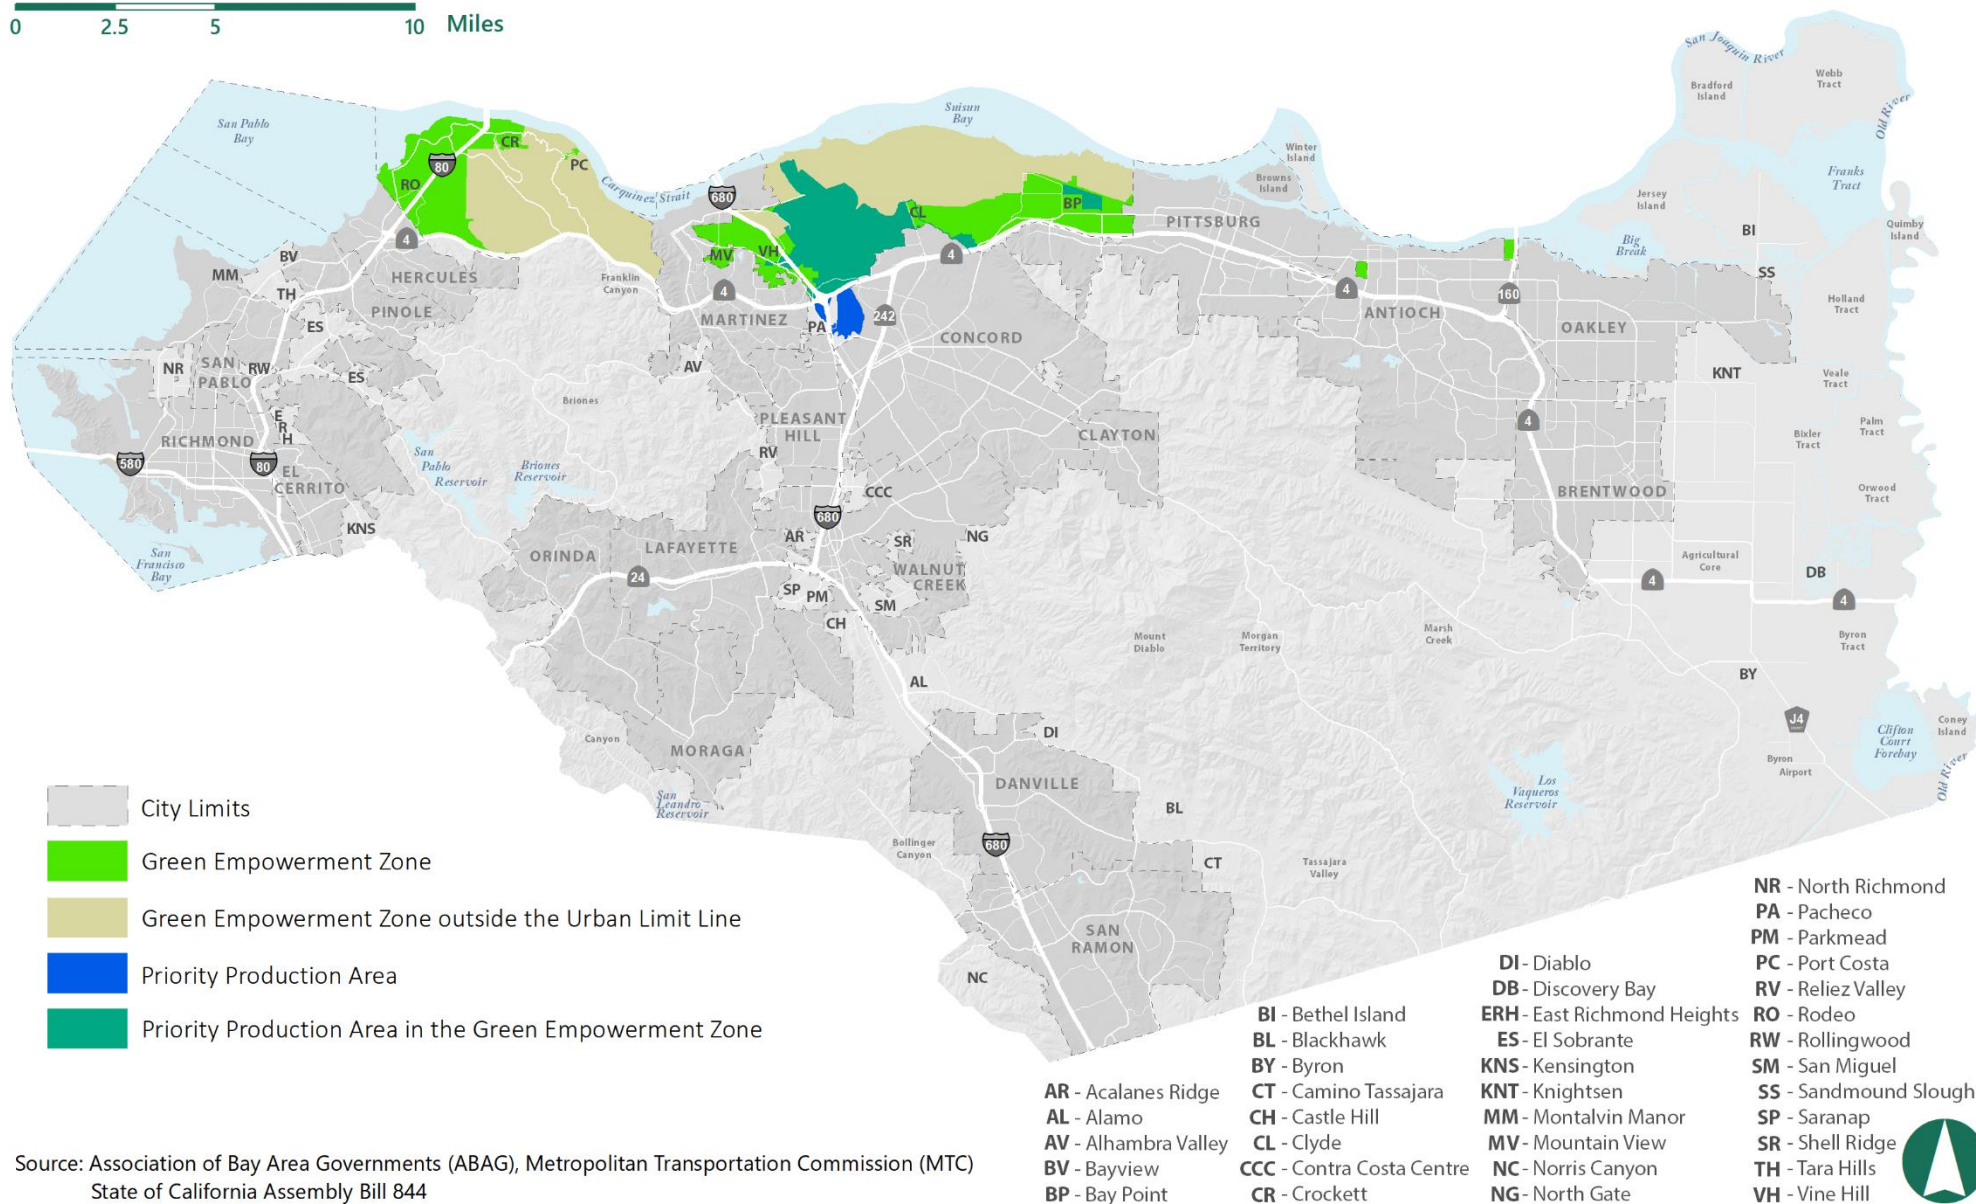 0 2.5 5 10 Miles
San Joaquin River
Webb
Tract
Bradford
Island
Old River
San Pablo
Bay
Suisun
Bay
Winter
Island
Browns
Island
Franks
Tract
Jersey
Island
Quimby
Island
Big
Break
BI
SS
Holland
Tract
CR
PC
80
RO
4
Carquinez Strait
680
CL
BP
PITTSBURG
MV
VH
4
4
4
160
ANTIOCH
OAKLEY
BV
MM
TH
HERCULES
PINOLE
ES
Franklin
Canyon
MARTINEZ
PA
242
CONCORD
NR
SAN
PABLO
RW
ES
AV
KNT
Veale
Tract
Briones
E
R
H
RICHMOND
580
80
EL
CERRITO
KNS
San
Pablo
Reservoir
Briones
Reservoir
PLEASANT
HILL
RV
CLAYTON
4
Bixler
Tract
Palm
Tract
BRENTWOOD
Orwood
Tract
CCC
680
San
Francisco
Bay
ORINDA
LAFAYETTE
24
AR
SR
NG
WALNUT
CREEK
SP
PM
SM
CH
Agricultural
Core
DB
4
4
Mount
Diablo
Morgan
Territory
Marsh
Creek
Byron
Tract
AL
BY
J4
Clifton
Court
Forebay
Coney
Island
Old River
Byron
Airport
Canyon
MORAGA
DI
DANVILLE
San
Leandro
Reservoir
BL
Los
Vaqueros
Reservoir
Bollinger
Canyon
680
CT
Tassajara
Valley
SAN
RAMON
NC
City Limits
Green Empowerment Zone
Green Empowerment Zone outside the Urban Limit Line
Priority Production Area
Priority Production Area in the Green Empowerment Zone
AR - Acalanes Ridge
AL - Alamo
AV - Alhambra Valley
BV - Bayview
BP - Bay Point
BI - Bethel Island
BL - Blackhawk
BY - Byron
CT - Camino Tassajara
CH - Castle Hill
CL - Clyde
CCC - Contra Costa Centre
CR - Crockett
DI - Diablo
DB - Discovery Bay
ERH - East Richmond Heights
ES - El Sobrante
KNS - Kensington
KNT - Knightsen
MM - Montalvin Manor
MV - Mountain View
NC - Norris Canyon
NG - North Gate
NR - North Richmond
PA - Pacheco
PM - Parkmead
PC - Port Costa
RV - Reliez Valley
RO - Rodeo
RW - Rollingwood
SM - San Miguel
SS - Sandmound Slough
SP - Saranap
SR - Shell Ridge
TH - Tara Hills
VH - Vine Hill
Source: Association of Bay Area Governments (ABAG), Metropolitan Transportation Commission (MTC)
State of California Assembly Bill 844